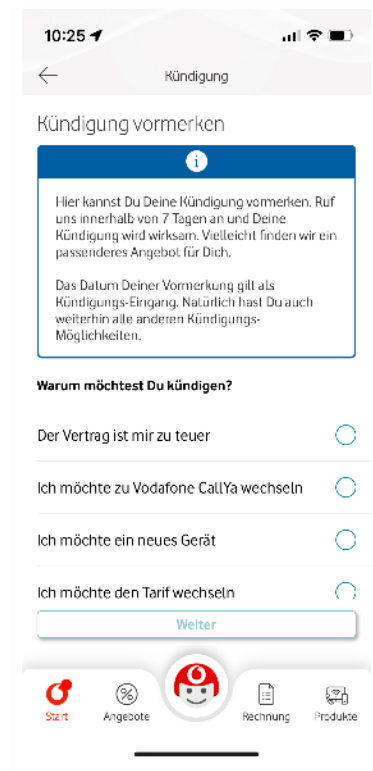 10:25
Kündigung
Kündigung vormerken
Hier kannst Du Deine Kündigung vormerken. Ruf
uns innerhalb von 7 Tagen an und Deine
Kündigung wird wirksam. Vielleicht finden wir ein
passenderes Angebot für Dich.
Das Datum Deiner Vormerkung gilt als
Kündigungs-Eingang. Natürlich hast Du auch
weiterhin alle anderen Kündigungs-
Möglichkeiten.
Warum möchtest Du kündigen?
Der Vertrag ist mir zu teuer
Ich möchte zu Vodafone CallYa wechseln
Ich möchte ein neues Gerät
Ich möchte den Tarif wechseln
Weiter
Start
Angebote
Rechnung
Produkte